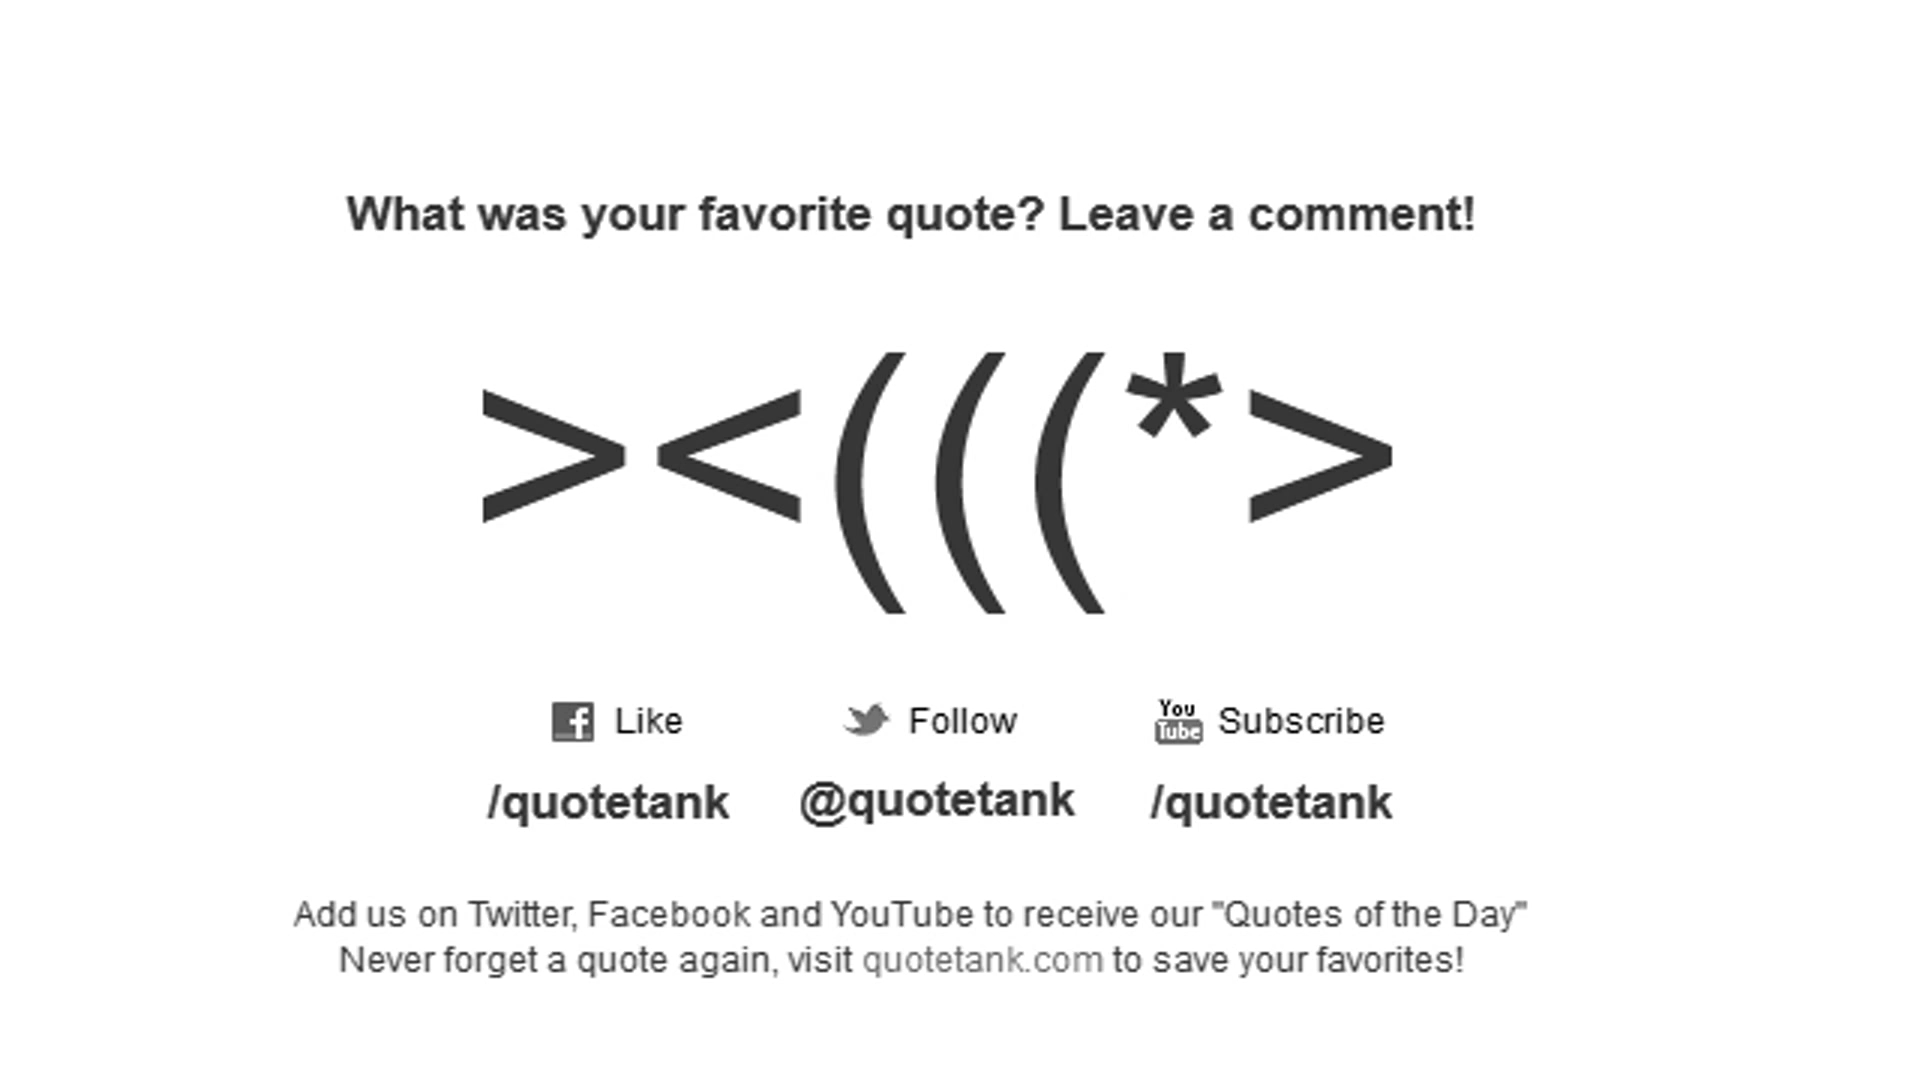 What was your favorite quote? Leave a comment!
><(((*>
f Like Follow You Tube Subscribe
/quotetank @quotetank /quotetank
Add us on Twitter, Facebook and YouTube to receive our "Quotes of the Day"
Never forget a quote again, visit quotetank.com to save your favorites!